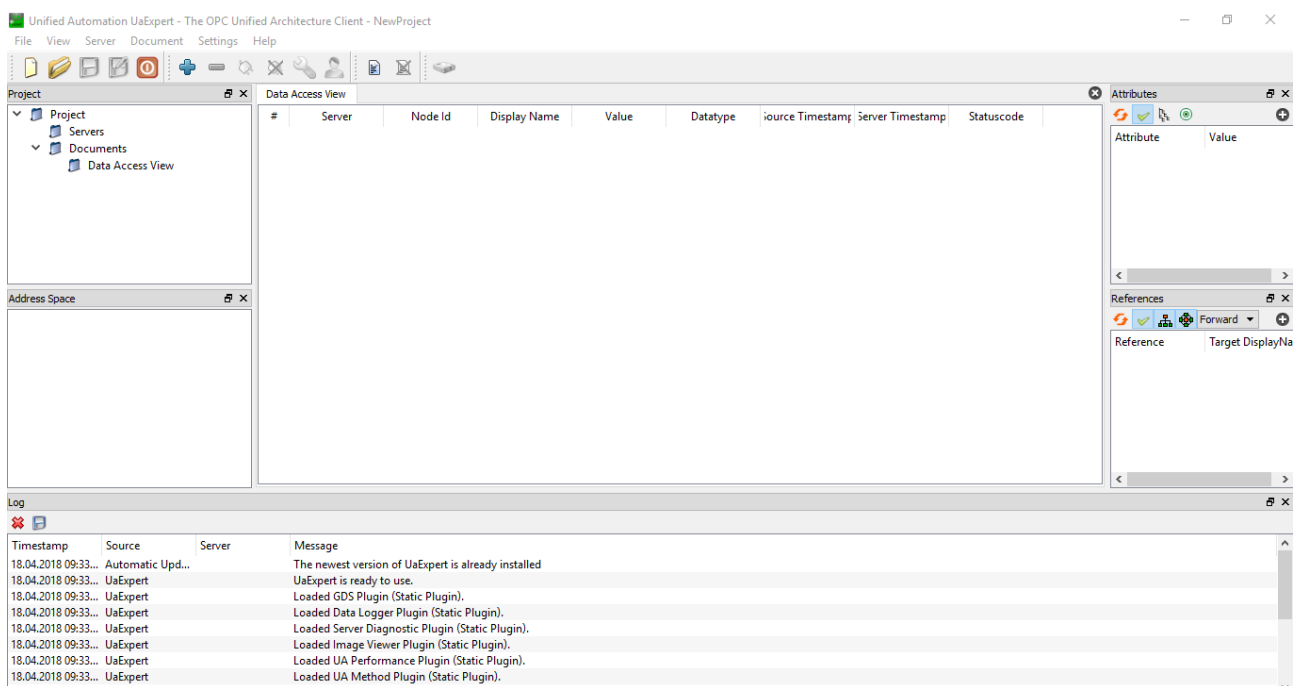 Unified Automation UaExpert - The OPC Unified Architecture Client - NewProject
File View Server Document Settings Help
Project
Project
Servers
Documents
Data Access View
Address Space
Data Access View
# Server Node Id Display Name Value Datatype ource Timestamp Server Timestamp Statuscode
Attributes
Attribute Value
References
Forward
Reference Target DisplayNa
Log
Timestamp Source Server Message
18.04.2018 09:33... Automatic Upd... The newest version of UaExpert is already installed
18.04.2018 09:33... UaExpert UaExpert is ready to use.
18.04.2018 09:33... UaExpert Loaded GDS Plugin (Static Plugin).
18.04.2018 09:33... UaExpert Loaded Data Logger Plugin (Static Plugin).
18.04.2018 09:33... UaExpert Loaded Server Diagnostic Plugin (Static Plugin).
18.04.2018 09:33... UaExpert Loaded Image Viewer Plugin (Static Plugin).
18.04.2018 09:33... UaExpert Loaded UA Performance Plugin (Static Plugin).
18.04.2018 09:33... UaExpert Loaded UA Method Plugin (Static Plugin).